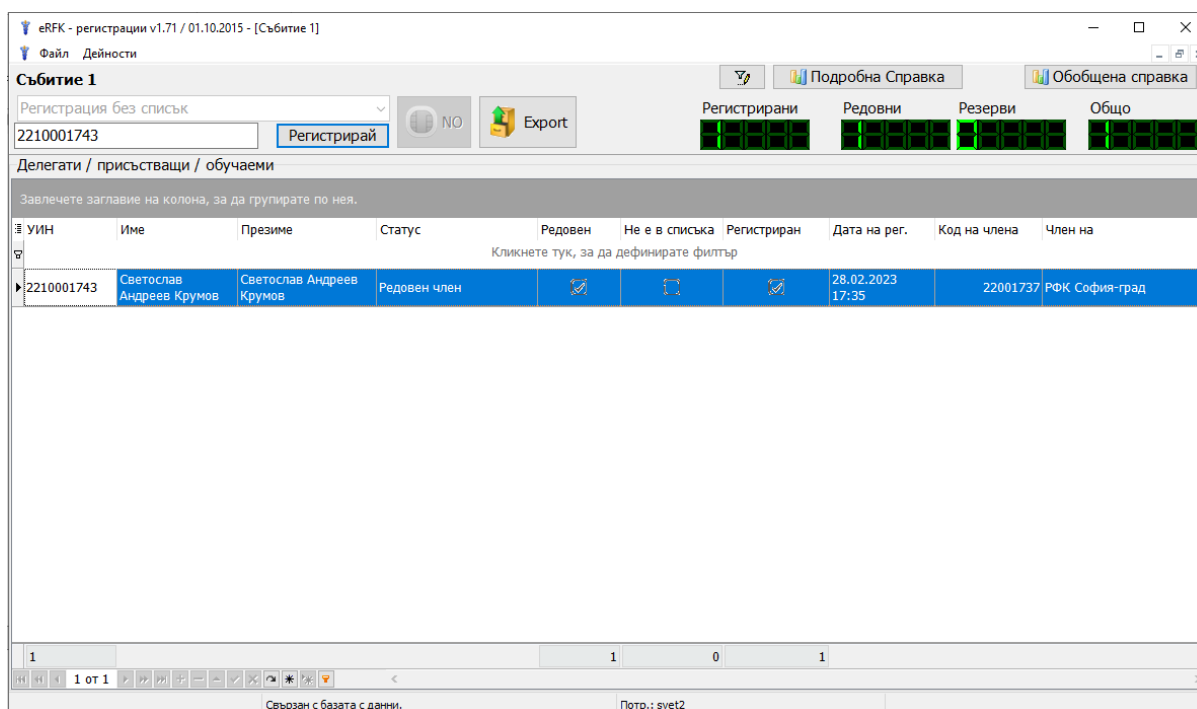 eRFK - регистрации v1.71 / 01.10.2015 - [Събитие 1]
Файл Дейности
Събитие 1
Подробна Справка
Обобщена справка
Регистрация без списък
NO
Export
Регистрирани Редовни Резерви Общо
2210001743
Регистрирай
1 1 0 1
Делегати / присъстващи / обучаеми
Завлечете заглавие на колона, за да групирате по нея.
УИН Име Презиме Статус Редовен Не е в списъка Регистриран Дата на рег. Код на члена Член на
Кликнете тук, за да дефинирате филтър
2210001743 Светослав Андреев Крумов Светослав Андреев Крумов Редовен член 28.02.2023 17:35 22001737 РФК София-град
1 1 0 1
1 от 1
Свързан с базата с данни. Потр.: svet2